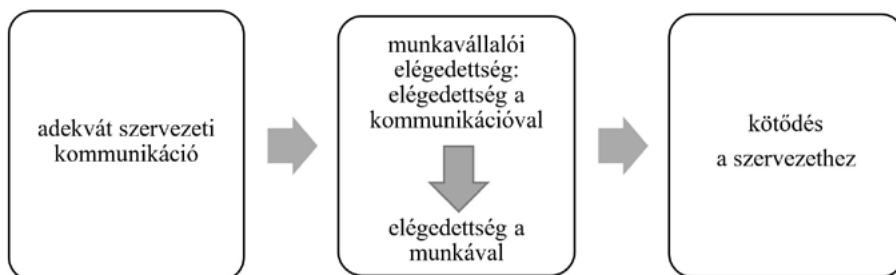 adekvát szervezeti
kommunikáció
munkavállalói
elégedettség:
elégedettség a
kommunikációval
elégedettség a
munkával
kötődés
a szervezethez